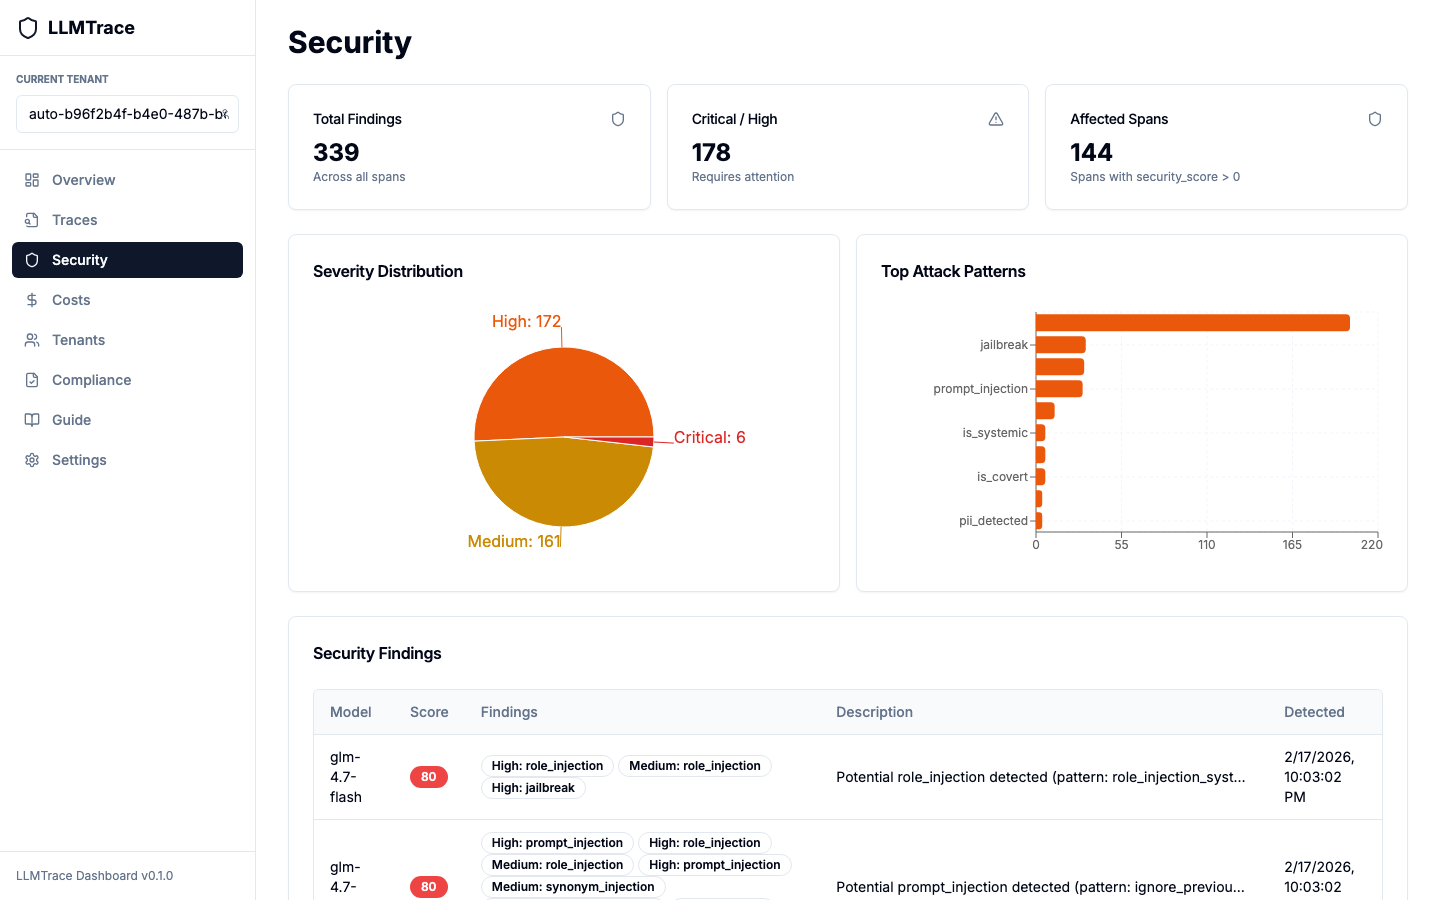 LLMTrace
CURRENT TENANT
auto-b96f2b4f-b4e0-487b-b
Overview
Traces
Security
Costs
Tenants
Compliance
Guide
Settings
LLMTrace Dashboard v0.1.0
Security
Total Findings
339
Across all spans
Critical / High
178
Requires attention
Affected Spans
144
Spans with security_score > 0
Severity Distribution
High: 172
Critical: 6
Medium: 161
Top Attack Patterns
jailbreak
prompt_injection
is_systemic
is_covert
pii_detected
0 55 110 165 220
Security Findings
Model Score Findings Description Detected
glm-
4.7-
flash
80
High: role_injection Medium: role_injection
High: jailbreak
Potential role_injection detected (pattern: role_injection_syst...
2/17/2026,
10:03:02
PM
glm-
4.7-
80
High: prompt_injection High: role_injection
Medium: role_injection High: prompt_injection
Medium: synonym_injection
Potential prompt_injection detected (pattern: ignore_previou...
2/17/2026,
10:03:02